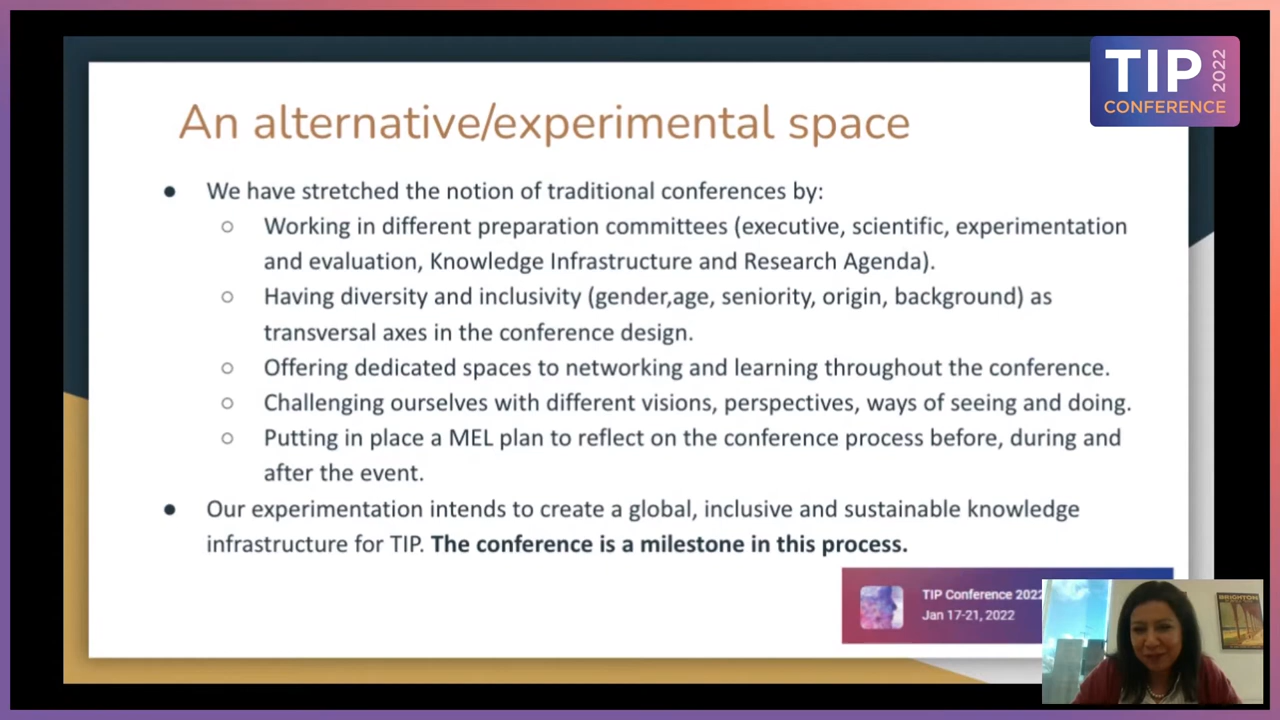 TIP 2022
CONFERENCE
An alternative/experimental space
● We have stretched the notion of traditional conferences by:
○ Working in different preparation committees (executive, scientific, experimentation
and evaluation, Knowledge Infrastructure and Research Agenda).
○ Having diversity and inclusivity (gender,age, seniority, origin, background) as
transversal axes in the conference design.
○ Offering dedicated spaces to networking and learning throughout the conference.
○ Challenging ourselves with different visions, perspectives, ways of seeing and doing.
○ Putting in place a MEL plan to reflect on the conference process before, during and
after the event.
● Our experimentation intends to create a global, inclusive and sustainable knowledge
infrastructure for TIP. The conference is a milestone in this process.
TIP Conference 2022
Jan 17-21, 2022
BRIGHTON